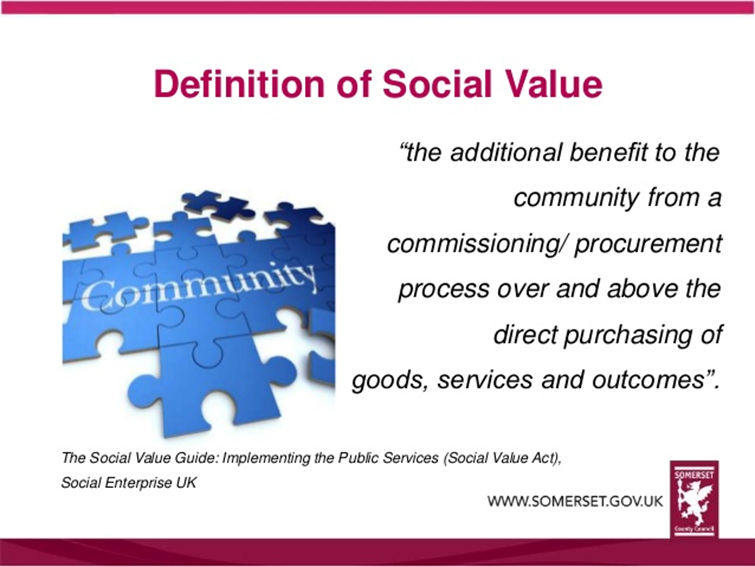 Definition of Social Value
“the additional benefit to the
community from a
commissioning/ procurement
process over and above the
direct purchasing of
goods, services and outcomes”.
Community
The Social Value Guide: Implementing the Public Services (Social Value Act),
Social Enterprise UK
WWW.SOMERSET.GOV.UK
SOMERSET
County Council